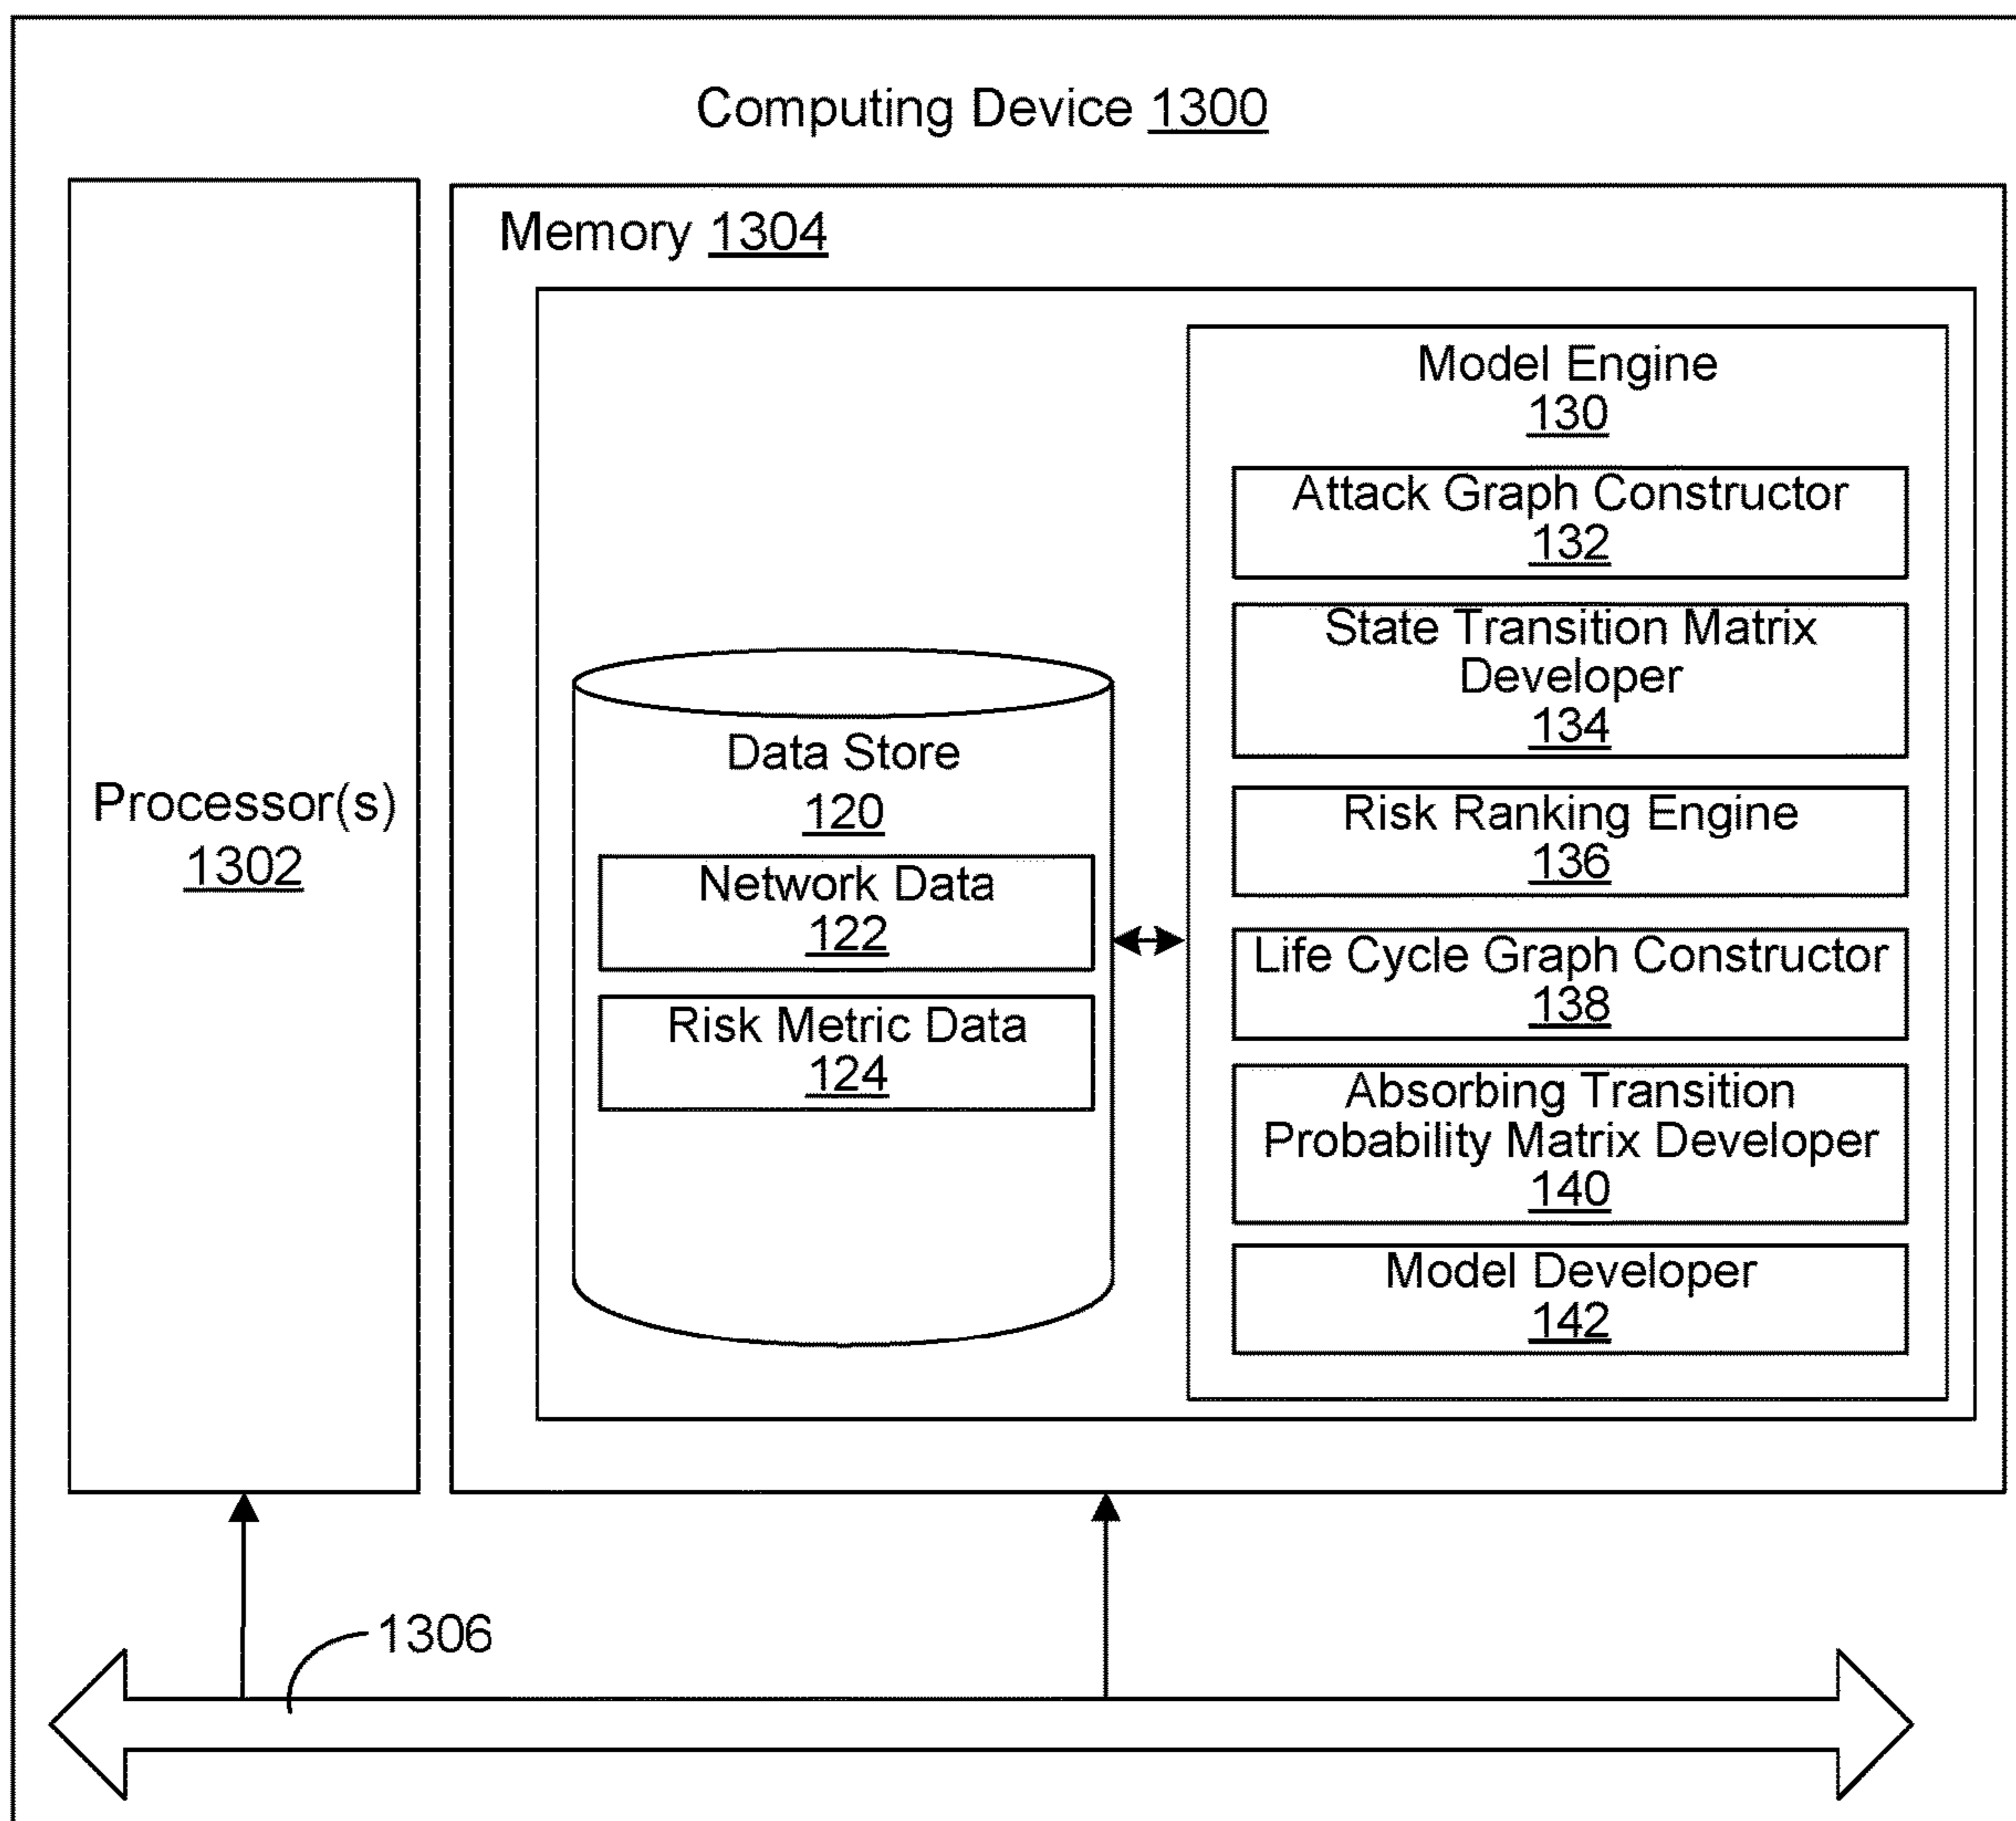 Computing Device 1300
Memory 1304
Processor(s)
1302
Data Store
120
Network Data
122
Risk Metric Data
124
Model Engine
130
Attack Graph Constructor
132
State Transition Matrix
Developer
134
Risk Ranking Engine
136
Life Cycle Graph Constructor
138
Absorbing Transition
Probability Matrix Developer
140
Model Developer
142
1306